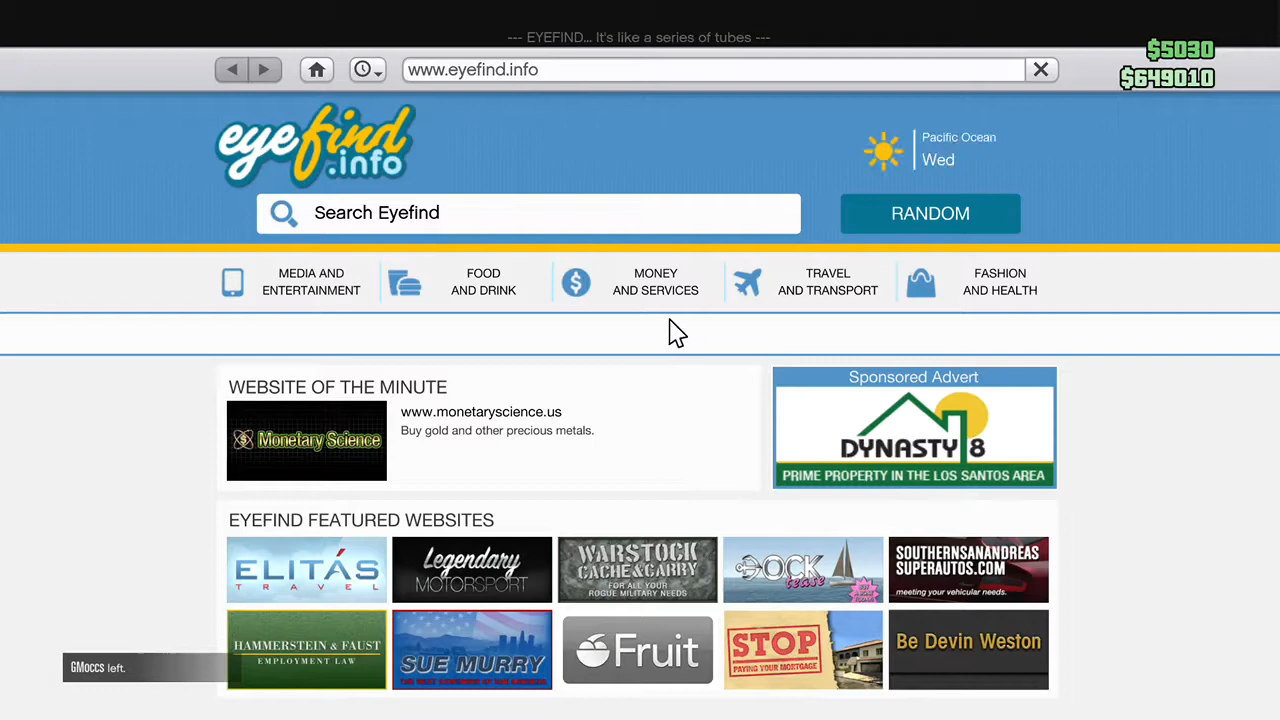 --- EYEFIND... It's like a series of tubes ---
$5030
www.eyefind.info
$649010
eyefind
.info
Pacific Ocean
Wed
Search Eyefind
RANDOM
MEDIA AND
ENTERTAINMENT
FOOD
AND DRINK
MONEY
AND SERVICES
TRAVEL
AND TRANSPORT
FASHION
AND HEALTH
WEBSITE OF THE MINUTE
Monetary Science
www.monetaryscience.us
Buy gold and other precious metals.
Sponsored Advert
DYNASTY 8
PRIME PROPERTY IN THE LOS SANTOS AREA
EYEFIND FEATURED WEBSITES
ELITÁS
TRAVEL
Legendary
MOTORSPORT
WARSTOCK
CACHE & CARRY
FOR ALL YOUR
ROGUE MILITARY NEEDS
DOCK
tease
SOUTHERNSANANDREAS
SUPERAUTOS.COM
meeting your vehicular needs.
HAMMERSTEIN & FAUST
EMPLOYMENT LAW
SUE MURRY
Fruit
STOP
PAYING YOUR MORTGAGE
Be Devin Weston
GMoccs left.